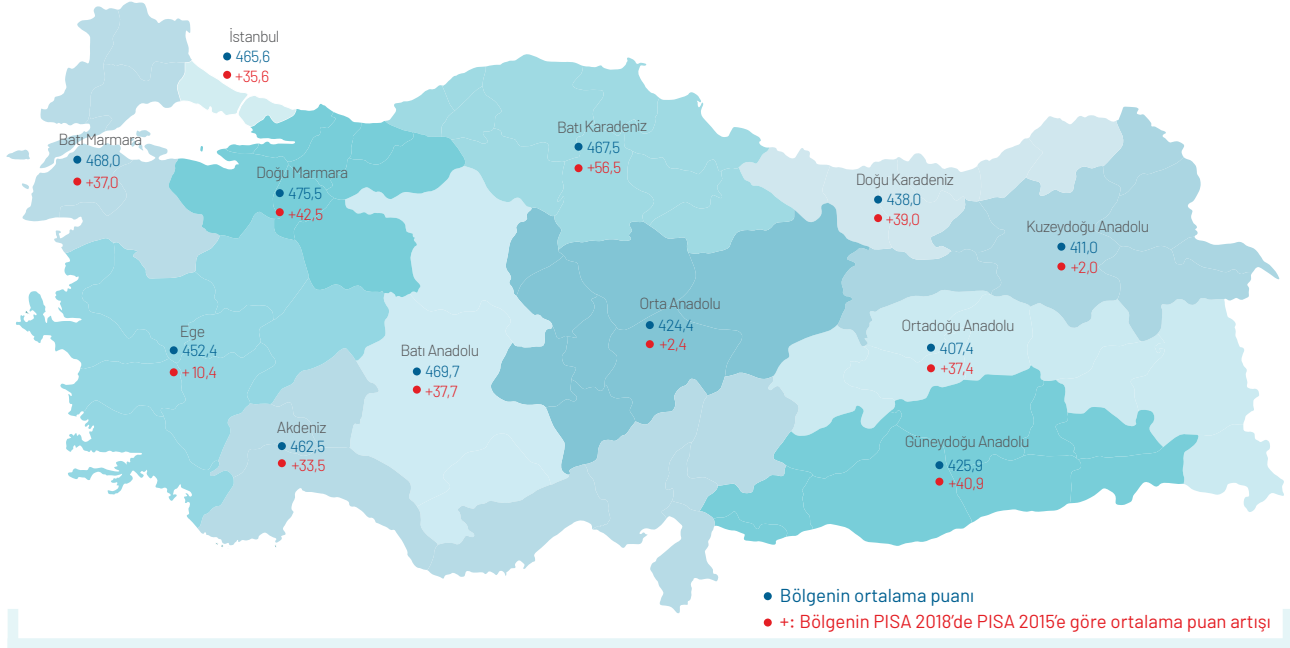 İstanbul
465,6
+35,6
Batı Marmara
468,0
+37,0
Doğu Marmara
475,5
+42,5
Batı Karadeniz
467,5
+56,5
Doğu Karadeniz
438,0
+39,0
Kuzeydoğu Anadolu
411,0
+2,0
Orta Anadolu
424,4
+2,4
Ortadoğu Anadolu
407,4
+37,4
Ege
452,4
+ 10,4
Batı Anadolu
469,7
+37,7
Akdeniz
462,5
+33,5
Güneydoğu Anadolu
425,9
+40,9
Bölgenin ortalama puanı
+: Bölgenin PISA 2018'de PISA 2015'e göre ortalama puan artışı